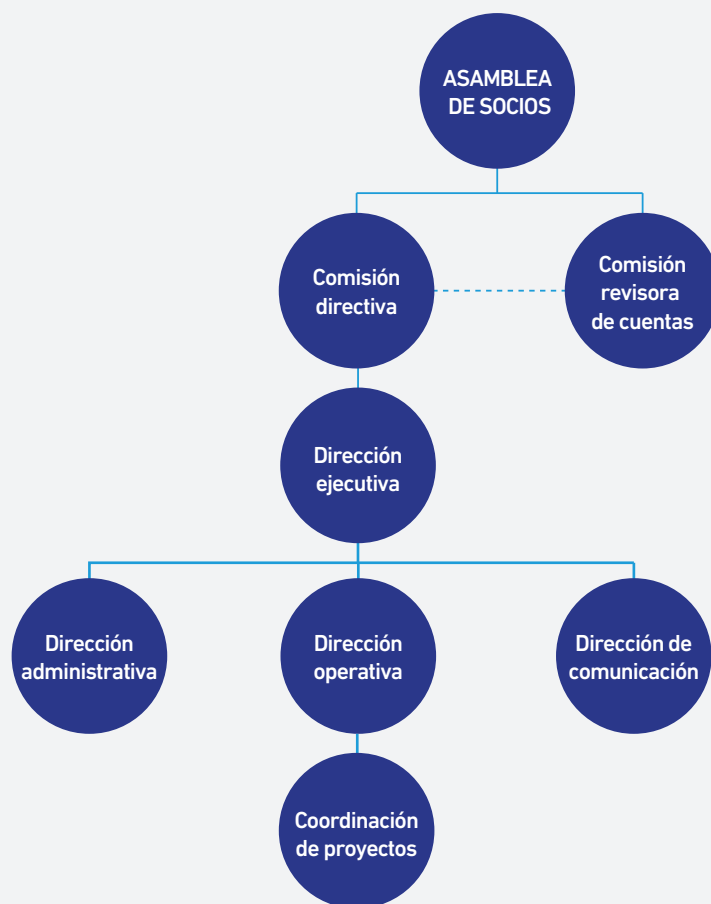 ASAMBLEA
DE SOCIOS
Comisión
directiva
Comisión
revisora
de cuentas
Dirección
ejecutiva
Dirección
administrativa
Dirección
operativa
Dirección de
comunicación
Coordinación
de proyectos